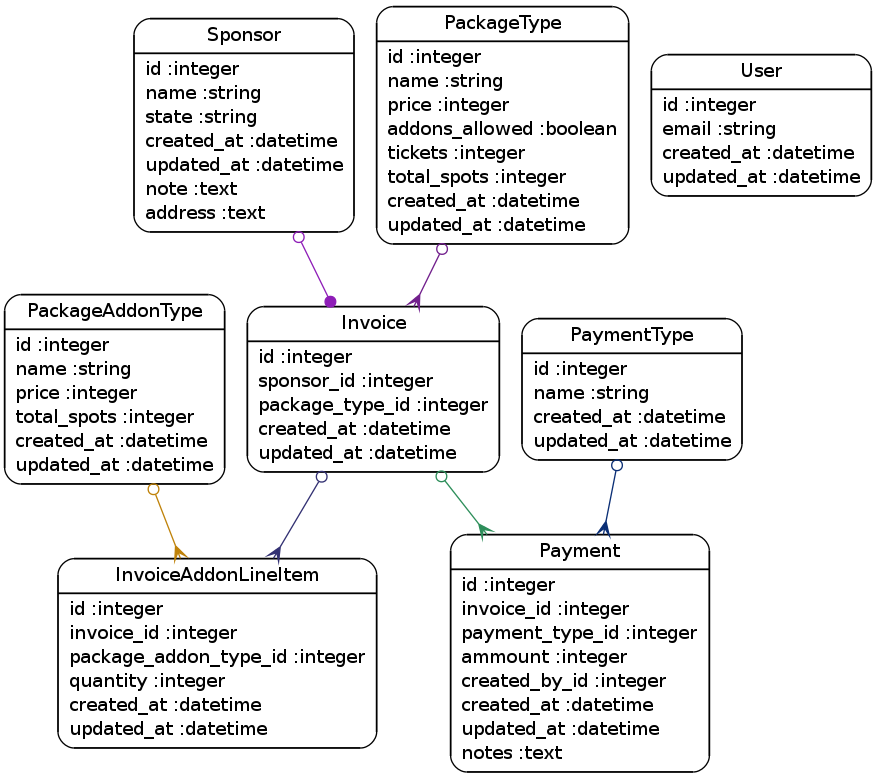 Sponsor
id :integer
name :string
state :string
created_at :datetime
updated_at :datetime
note :text
address :text
PackageType
id :integer
name :string
price :integer
addons_allowed :boolean
tickets :integer
total_spots :integer
created_at :datetime
updated_at :datetime
User
id :integer
email :string
created_at :datetime
updated_at :datetime
PackageAddonType
id :integer
name :string
price :integer
total_spots :integer
created_at :datetime
updated_at :datetime
Invoice
id :integer
sponsor_id :integer
package_type_id :integer
created_at :datetime
updated_at :datetime
PaymentType
id :integer
name :string
created_at :datetime
updated_at :datetime
InvoiceAddonLineItem
id :integer
invoice_id :integer
package_addon_type_id :integer
quantity :integer
created_at :datetime
updated_at :datetime
Payment
id :integer
invoice_id :integer
payment_type_id :integer
ammount :integer
created_by_id :integer
created_at :datetime
updated_at :datetime
notes :text